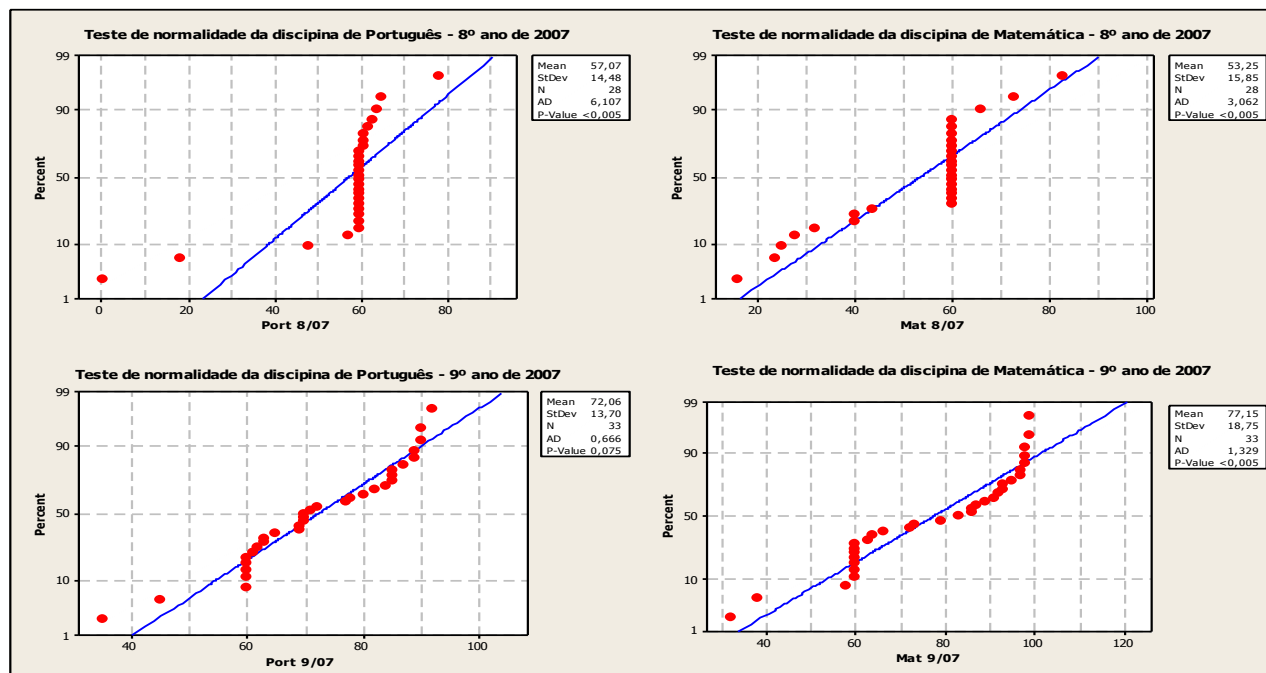 Teste de normalidade da discipina de Português - 8º ano de 2007
99
90
50
10
1
Percent
0
20
40
60
80
Port 8/07
Mean 57,07
StDev 14,48
N 28
AD 6,107
P-Value <0,005
Teste de normalidade da discipina de Matemática - 8º ano de 2007
99
90
50
10
1
Percent
20
40
60
80
100
Mat 8/07
Mean 53,25
StDev 15,85
N 28
AD 3,062
P-Value <0,005
Teste de normalidade da discipina de Português - 9º ano de 2007
99
90
50
10
1
Percent
40
60
80
100
Port 9/07
Mean 72,06
StDev 13,70
N 33
AD 0,666
P-Value 0,075
Teste de normalidade da discipina de Matemática - 9º ano de 2007
99
90
50
10
1
Percent
40
60
80
100
120
Mat 9/07
Mean 77,15
StDev 18,75
N 33
AD 1,329
P-Value <0,005